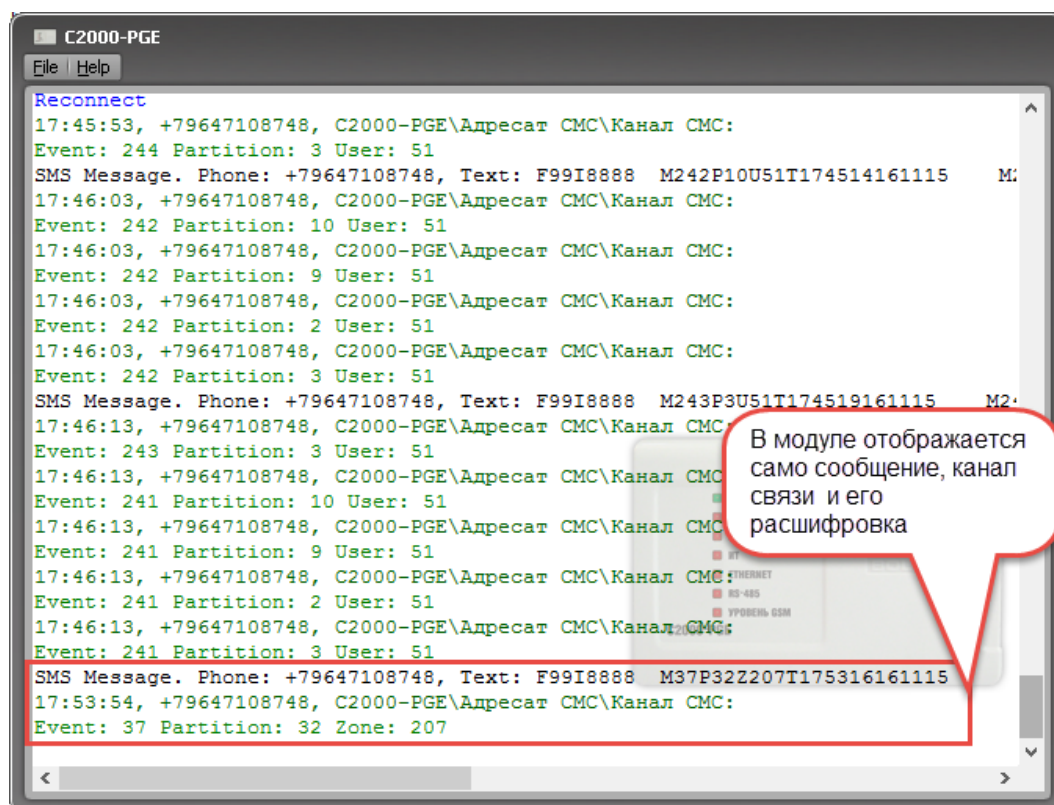 C2000-PGE
File Help
Reconnect
17:45:53, +79647108748, C2000-PGE\Адресат СМС\Канал СМС:
Event: 244 Partition: 3 User: 51
SMS Message. Phone: +79647108748, Text: F99I8888 M242P10U51T174514161115
17:46:03, +79647108748, C2000-PGE\Адресат СМС\Канал СМС:
Event: 242 Partition: 10 User: 51
17:46:03, +79647108748, C2000-PGE\Адресат СМС\Канал СМС:
Event: 242 Partition: 9 User: 51
17:46:03, +79647108748, C2000-PGE\Адресат СМС\Канал СМС:
Event: 242 Partition: 2 User: 51
17:46:03, +79647108748, C2000-PGE\Адресат СМС\Канал СМС:
Event: 242 Partition: 3 User: 51
SMS Message. Phone: +79647108748, Text: F99I8888 M243P3U51T174519161115
17:46:13, +79647108748, C2000-PGE\Адресат СМС\Канал СМС
Event: 243 Partition: 3 User: 51
17:46:13, +79647108748, C2000-PGE\Адресат СМС\Канал СМС
Event: 241 Partition: 10 User: 51
17:46:13, +79647108748, C2000-PGE\Адресат СМС\Канал СМС
Event: 241 Partition: 9 User: 51
17:46:13, +79647108748, C2000-PGE\Адресат СМС\Канал СМС:
Event: 241 Partition: 2 User: 51
17:46:13, +79647108748, C2000-PGE\Адресат СМС\Канал СМС:
Event: 241 Partition: 3 User: 51
SMS Message. Phone: +79647108748, Text: F99I8888 M37P32Z207T175316161115
17:53:54, +79647108748, C2000-PGE\Адресат СМС\Канал СМС:
Event: 37 Partition: 32 Zone: 207
В модуле отображается
само сообщение, канал
связи и его
расшифровка
ETHERNET
RS-485
УРОВЕНЬ GSM